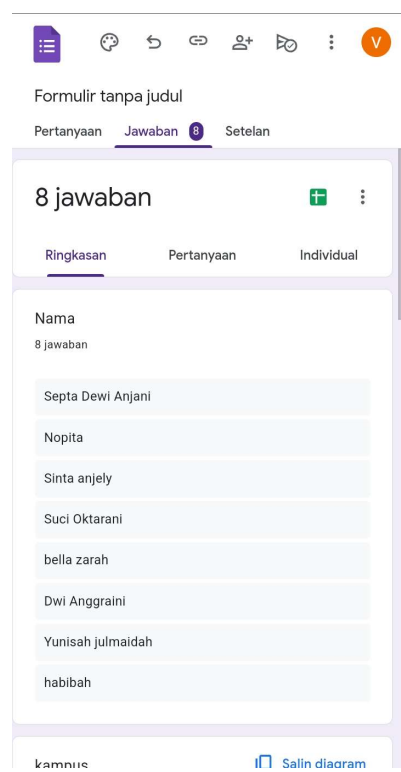 V
Formulir tanpa judul
Pertanyaan Jawaban 8 Setelan
8 jawaban
Ringkasan Pertanyaan Individual
Nama
8 jawaban
Septa Dewi Anjani
Nopita
Sinta anjely
Suci Oktarani
bella zarah
Dwi Anggraini
Yunisah julmaidah
habibah
kampus Salin diagram